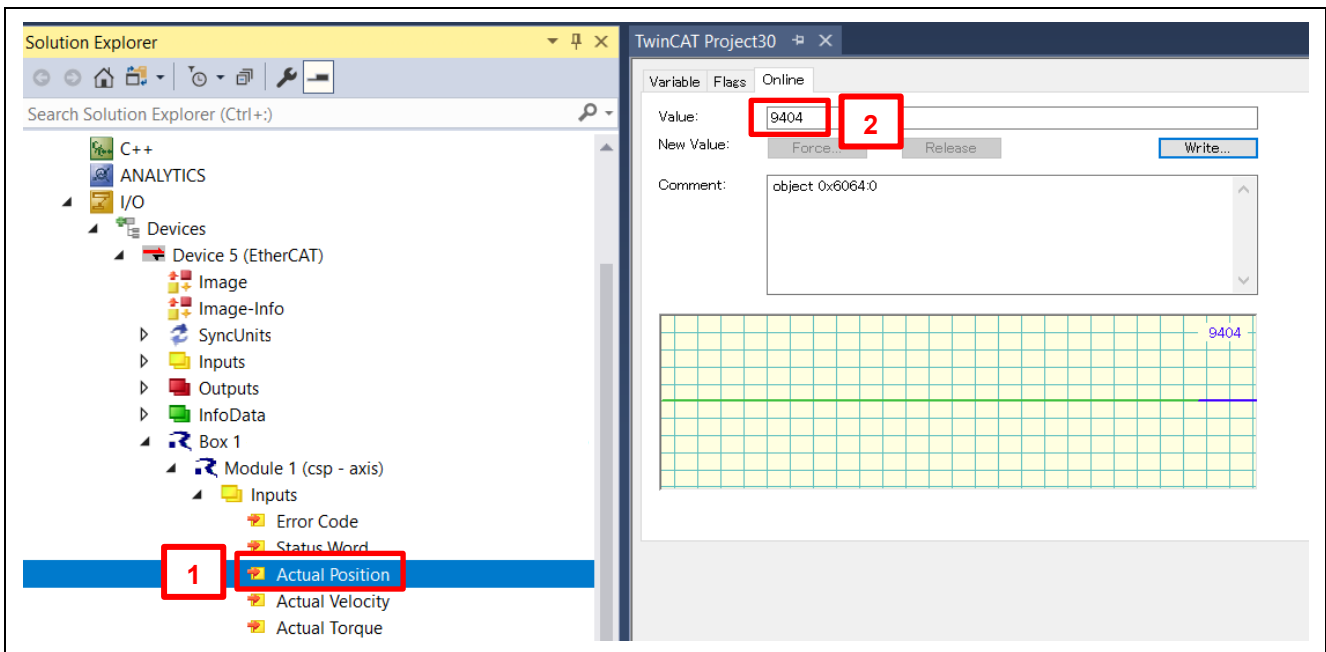 Solution Explorer
Search Solution Explorer (Ctrl+:)
C++
ANALYTICS
I/O
Devices
Device 5 (EtherCAT)
Image
Image-Info
SyncUnits
Inputs
Outputs
InfoData
Box 1
Module 1 (csp - axis)
Inputs
Error Code
Status Word
1
Actual Position
Actual Velocity
Actual Torque
TwinCAT Project30
Variable Flags Online
Value: 9404
2
New Value: Force... Release Write...
Comment: object 0x6064:0
9404